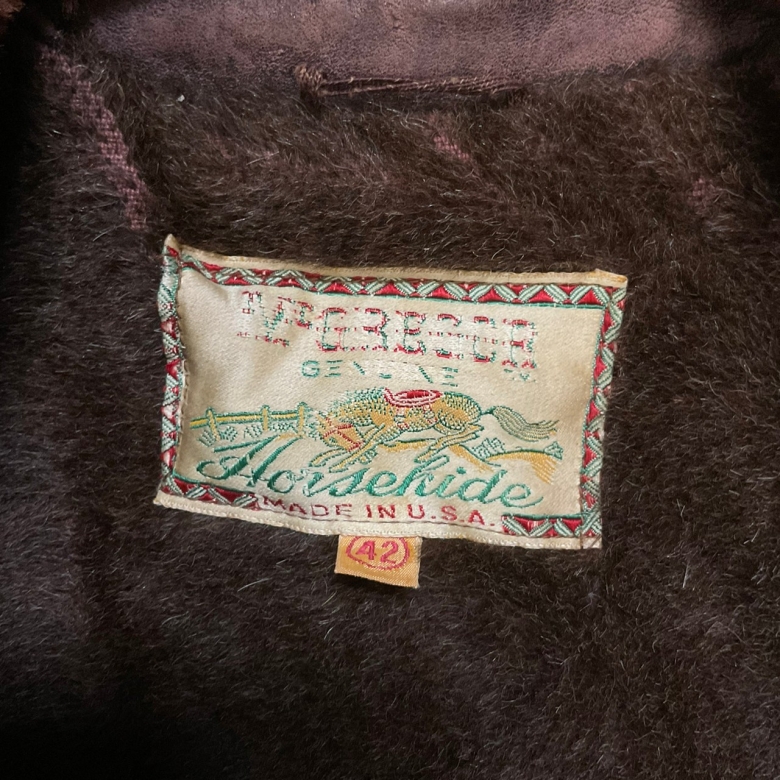 McGREGOR
GENUINE
Horsehide
MADE IN U.S.A.
42